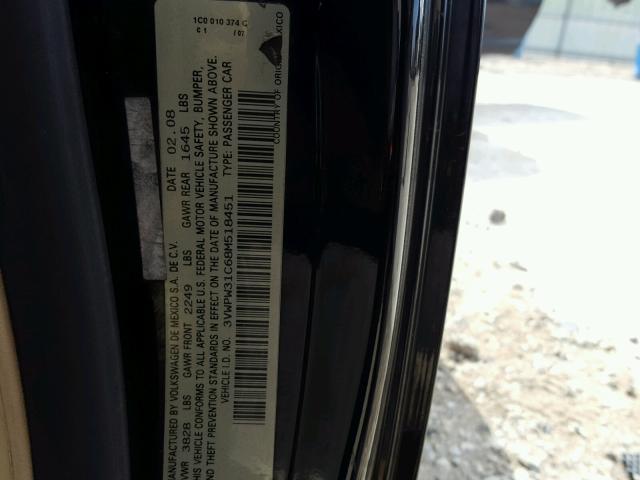 1C0 010 374 C
C 1 / 07
MANUFACTURED BY VOLKSWAGEN DE MEXICO S.A. DE C.V. DATE 02.08
GVWR 3828 LBS GAWR FRONT 2249 LBS GAWR REAR 1645 LBS
THIS VEHICLE CONFORMS TO ALL APPLICABLE U.S. FEDERAL MOTOR VEHICLE SAFETY, BUMPER,
AND THEFT PREVENTION STANDARDS IN EFFECT ON THE DATE OF MANUFACTURE SHOWN ABOVE.
VEHICLE I.D. NO. 3VWPW31C68M518451 TYPE: PASSENGER CAR
COUNTRY OF ORIGIN MEXICO